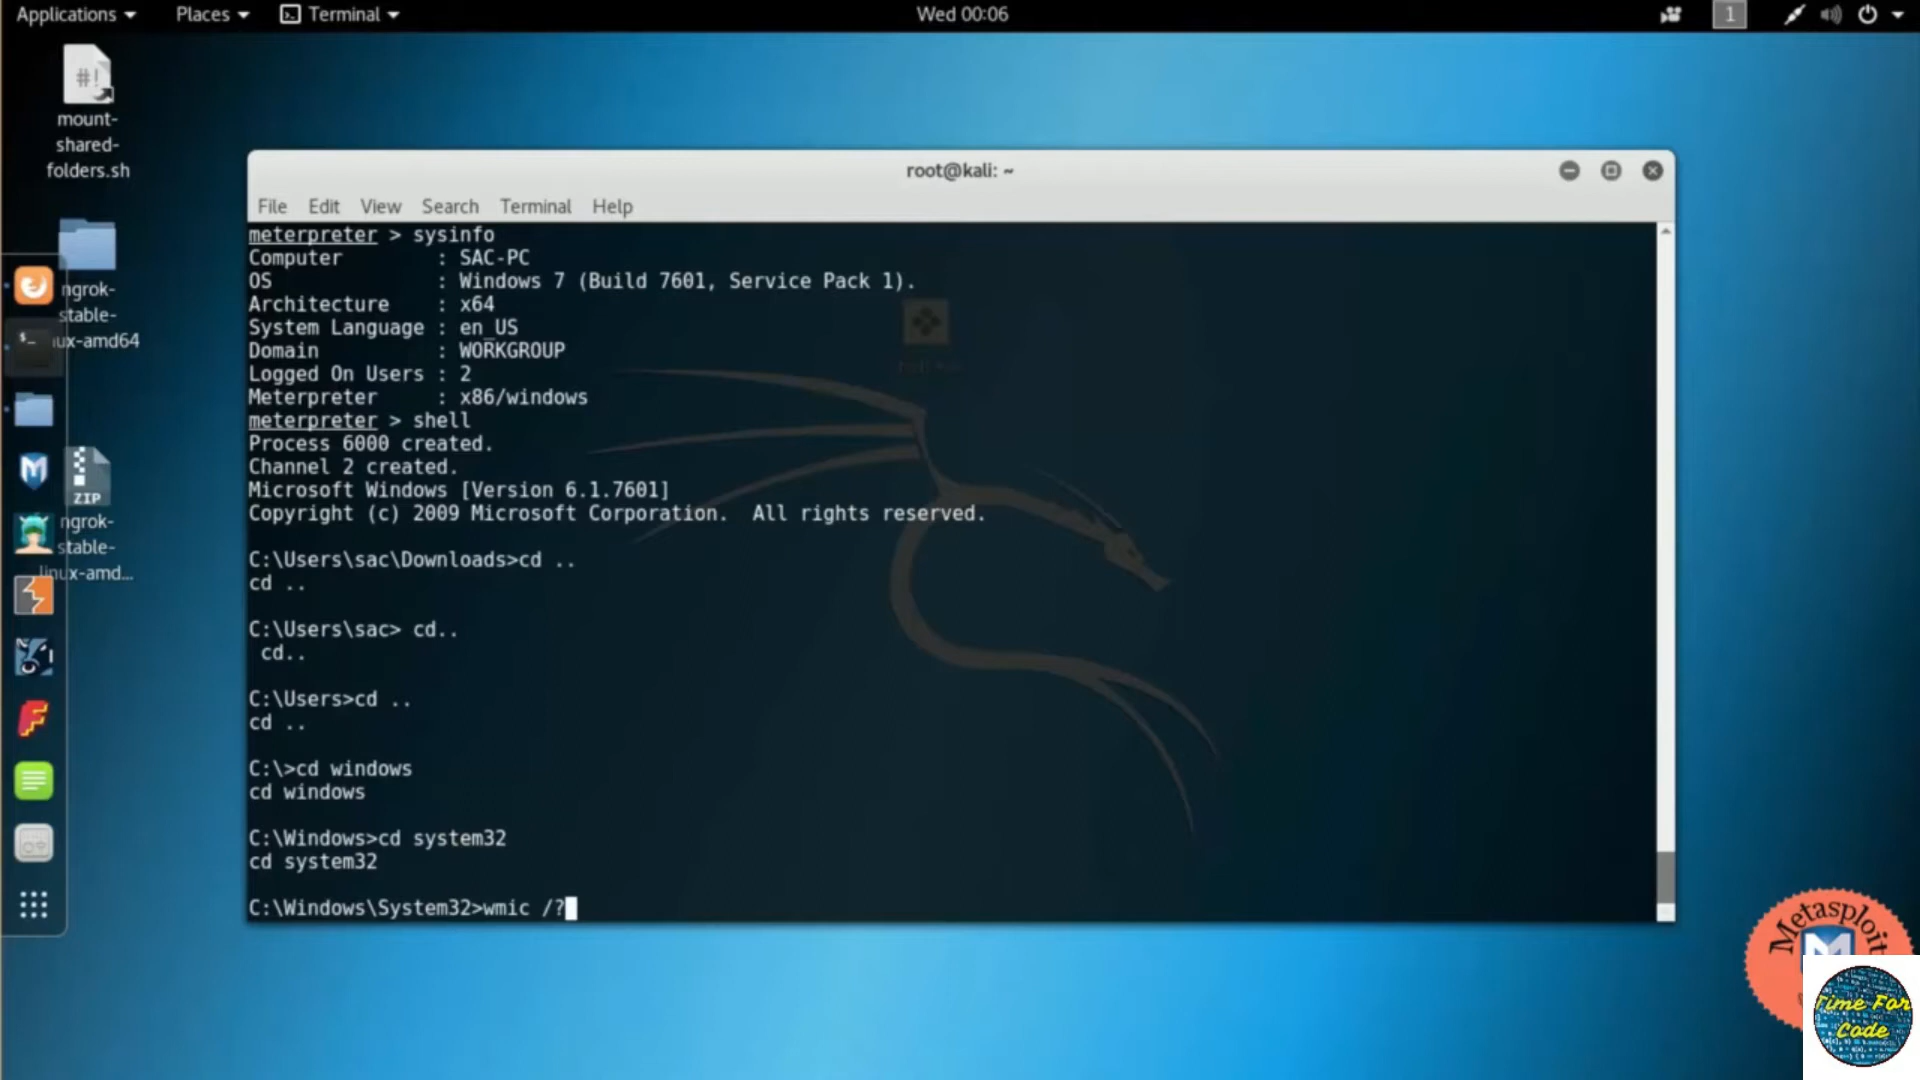 Applications
Places
Terminal
Wed 00:06
1
mount-
shared-
folders.sh
ngrok-
stable-
ux-amd64
ZIP
ngrok-
stable-
linux-amd...
root@kali: ~
File Edit View Search Terminal Help
meterpreter > sysinfo
Computer : SAC-PC
OS : Windows 7 (Build 7601, Service Pack 1).
Architecture : x64
System Language : en_US
Domain : WORKGROUP
Logged On Users : 2
Meterpreter : x86/windows
meterpreter > shell
Process 6000 created.
Channel 2 created.
Microsoft Windows [Version 6.1.7601]
Copyright (c) 2009 Microsoft Corporation.  All rights reserved.
C:\Users\sac\Downloads>cd ..
cd ..
C:\Users\sac> cd..
cd..
C:\Users>cd ..
cd ..
C:\>cd windows
cd windows
C:\Windows>cd system32
cd system32
C:\Windows\System32>wmic /?
Metasploit
Time For
Code